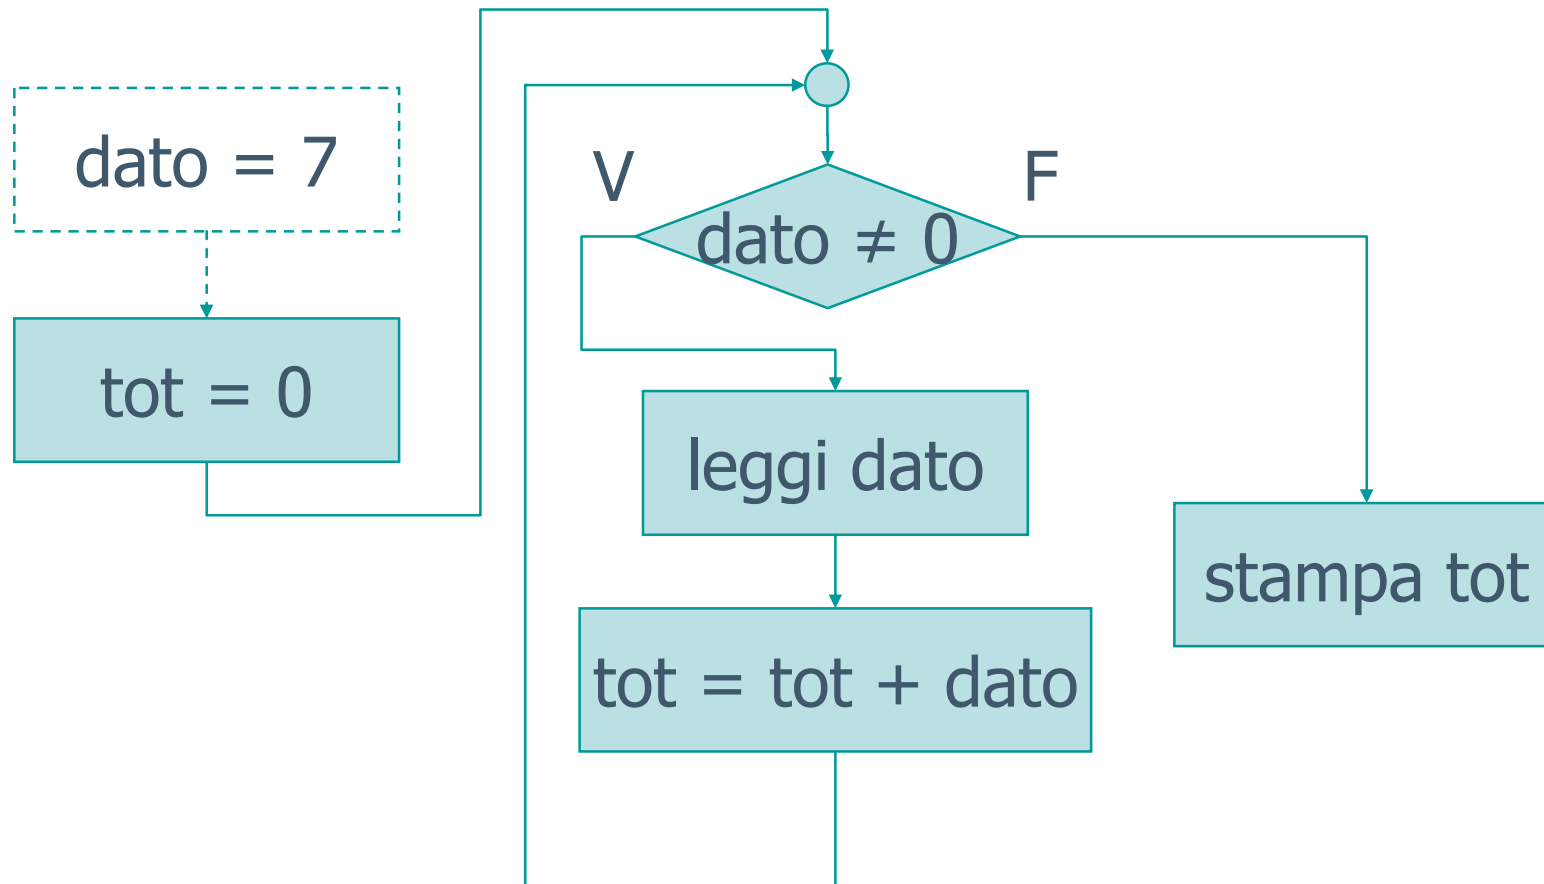 dato = 7
tot = 0
V
F
dato ≠ 0
leggi dato
tot = tot + dato
stampa tot